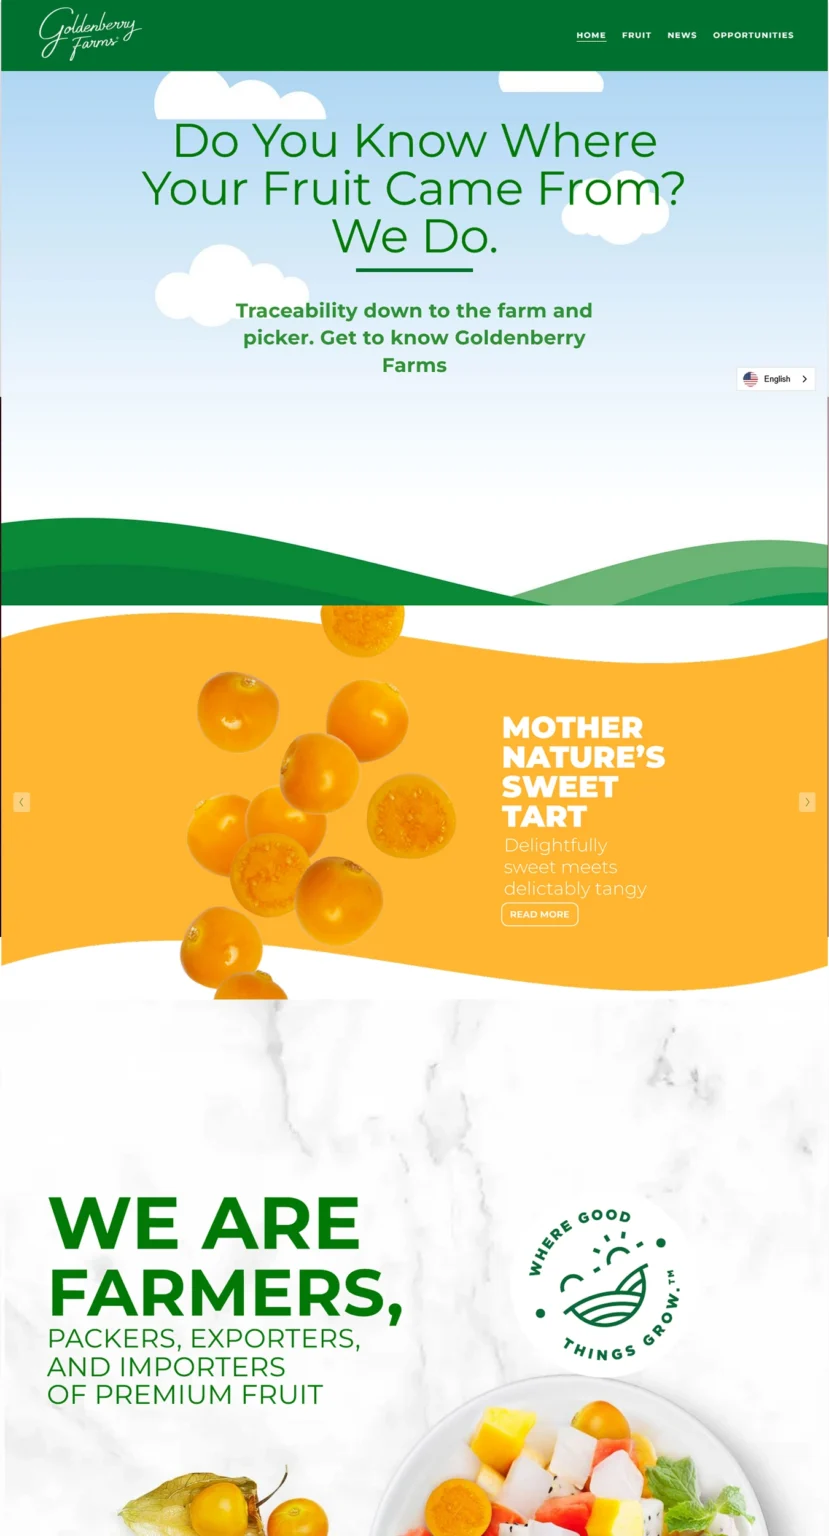 Goldenberry
Farms
HOME FRUIT NEWS OPPORTUNITIES
Do You Know Where
Your Fruit Came From?
We Do.
Traceability down to the farm and
picker. Get to know Goldenberry
Farms
English
MOTHER
NATURE’S
SWEET
TART
Delightfully
sweet meets
delictably tangy
READ MORE
WE ARE
FARMERS,
PACKERS, EXPORTERS,
AND IMPORTERS
OF PREMIUM FRUIT
WHERE GOOD
THINGS GROW.™